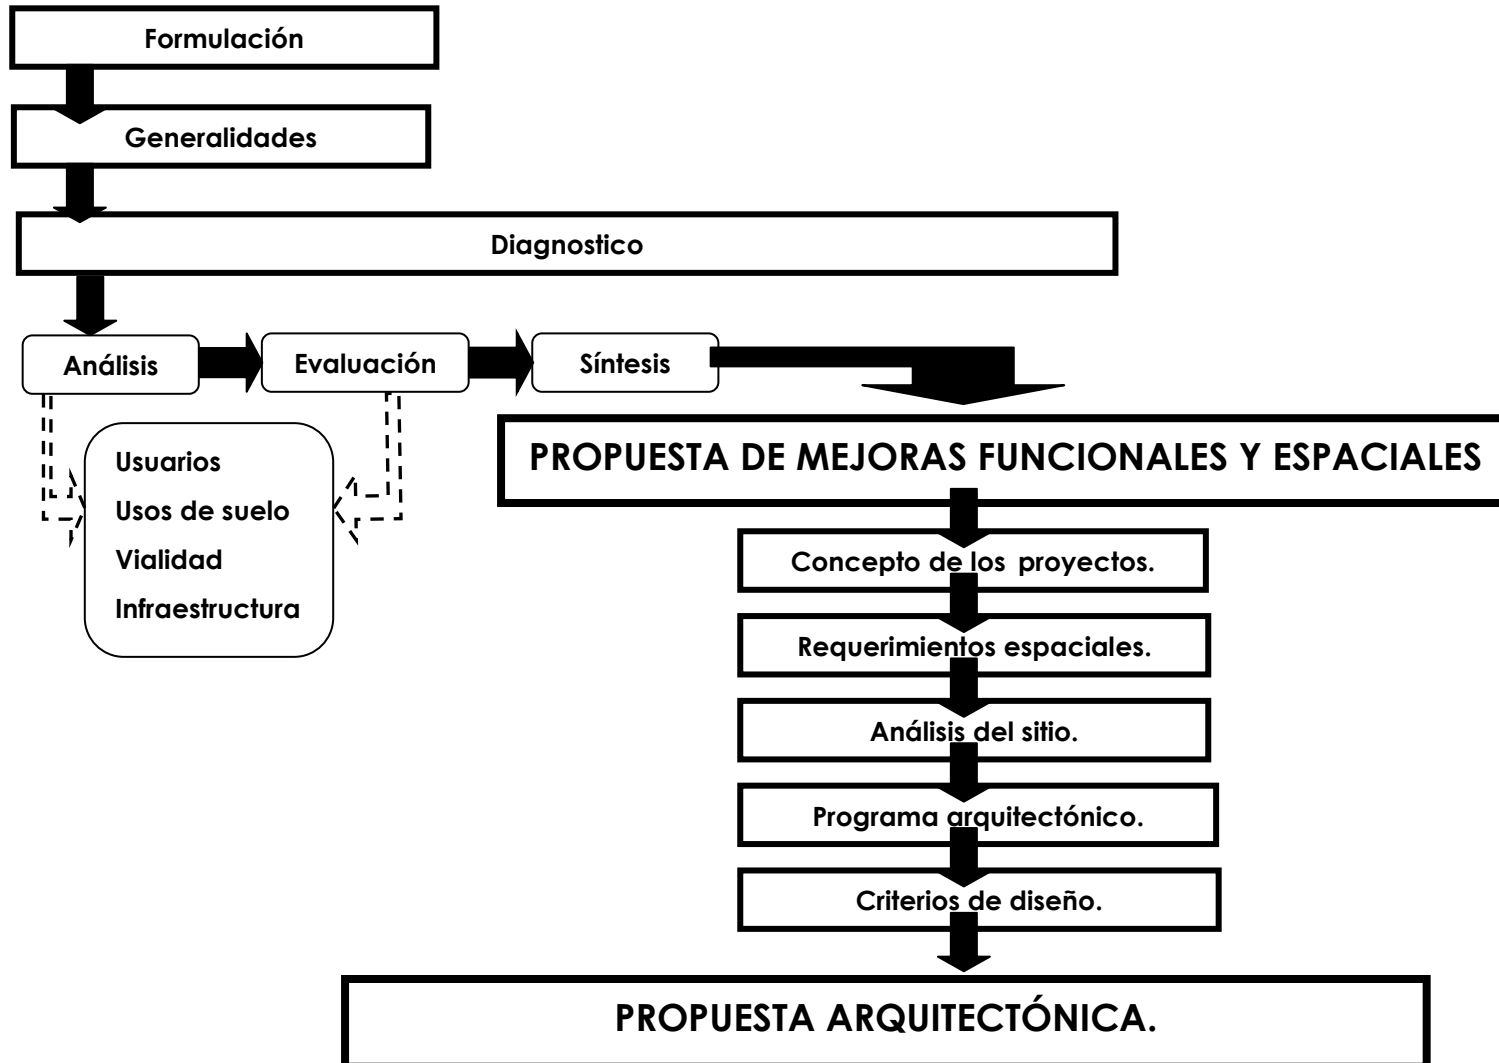 Formulación
Generalidades
Diagnostico
Análisis
Evaluación
Síntesis
Usuarios
Usos de suelo
Vialidad
Infraestructura
PROPUESTA DE MEJORAS FUNCIONALES Y ESPACIALES
Concepto de los proyectos.
Requerimientos espaciales.
Análisis del sitio.
Programa arquitectónico.
Criterios de diseño.
PROPUESTA ARQUITECTÓNICA.